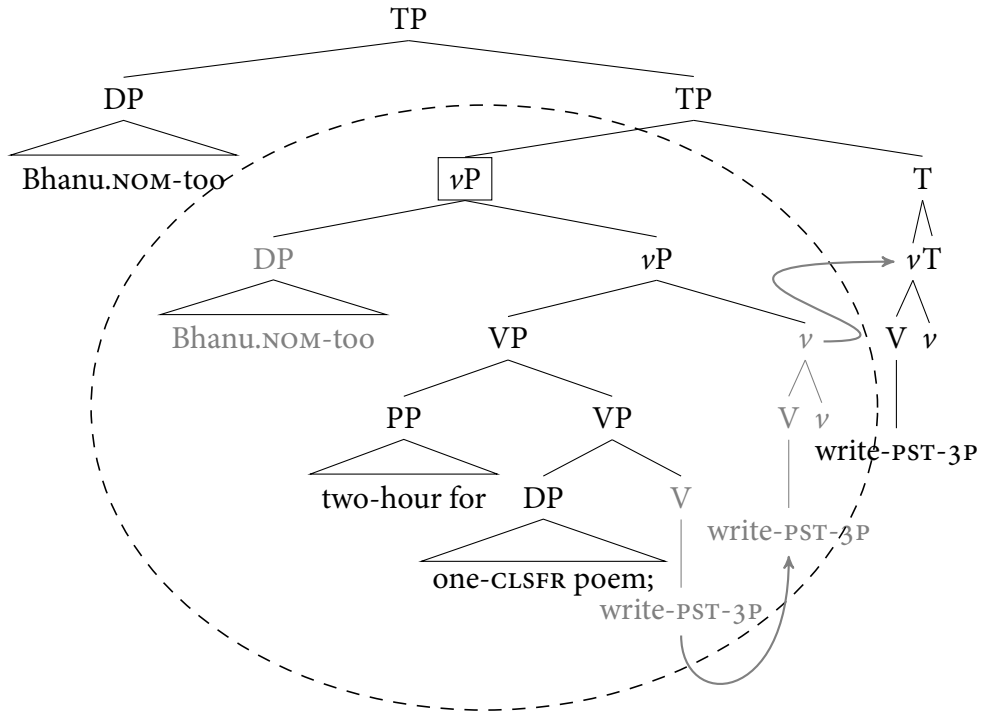 TP
DP TP
Bhanu.NOM-too vP T
DP vP vT
Bhanu.NOM-too VP v V v
PP VP V v write-PST-3P
two-hour for DP V write-PST-3P
one-CLSFR poem; write-PST-3P